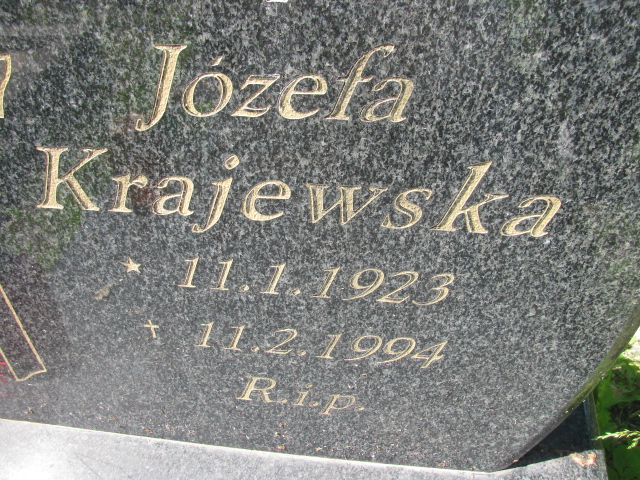 Józefa
Krajewska
* 11.1.1923
† 11.2.1994
R.i.p.